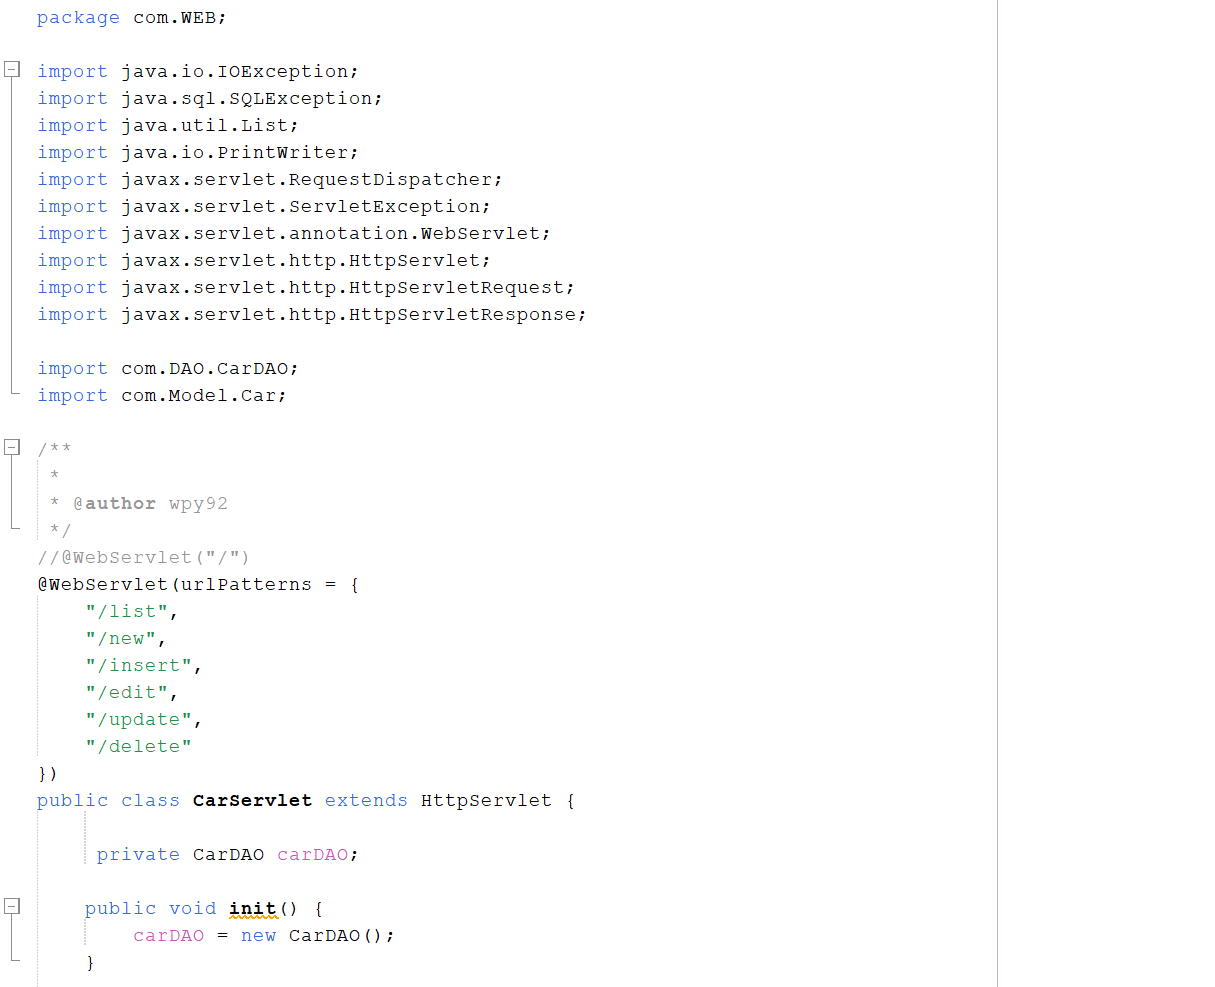 package com.WEB;
import java.io.IOException;
import java.sql.SQLException;
import java.util.List;
import java.io.PrintWriter;
import javax.servlet.RequestDispatcher;
import javax.servlet.ServletException;
import javax.servlet.annotation.WebServlet;
import javax.servlet.http.HttpServlet;
import javax.servlet.http.HttpServletRequest;
import javax.servlet.http.HttpServletResponse;
import com.DAO.CarDAO;
import com.Model.Car;
/**
 *
 * @author wpy92
 */
//@WebServlet("/")
@WebServlet(urlPatterns = {
    "/list",
    "/new",
    "/insert",
    "/edit",
    "/update",
    "/delete"
})
public class CarServlet extends HttpServlet {
     private CarDAO carDAO;
    public void init() {
        carDAO = new CarDAO();
    }